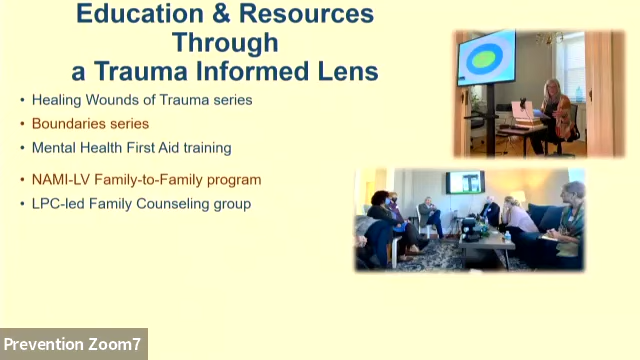 Education & Resources
Through
a Trauma Informed Lens
• Healing Wounds of Trauma series
• Boundaries series
• Mental Health First Aid training
• NAMI-LV Family-to-Family program
• LPC-led Family Counseling group
Prevention Zoom7